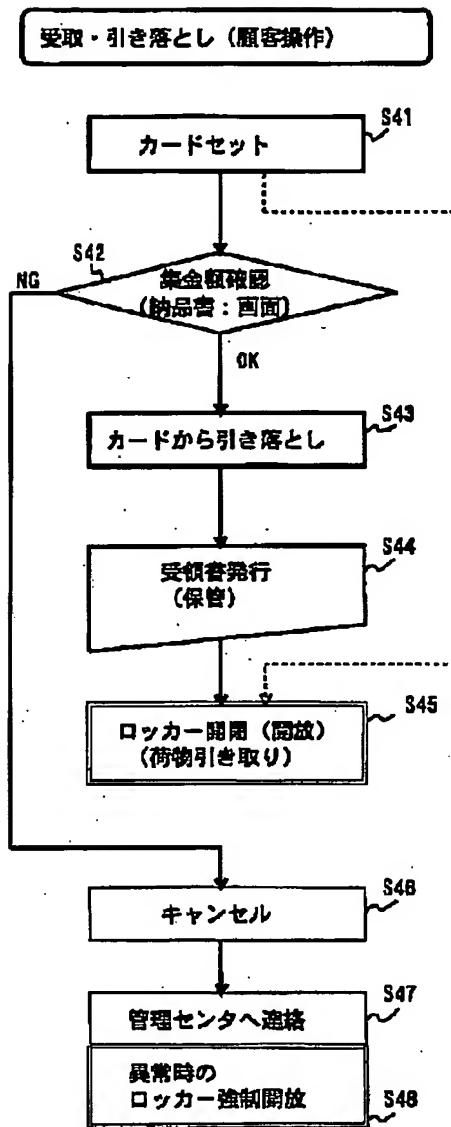 受取・引き落とし（顧客操作）
S41
カードセット
S42
NG
集金額確認
（納品書：画面）
OK
S43
カードから引き落とし
S44
受領書発行
（保管）
S45
ロッカー開閉（開放）
（荷物引き取り）
S46
キャンセル
S47
管理センタへ連絡
異常時の
ロッカー強制開放
S48